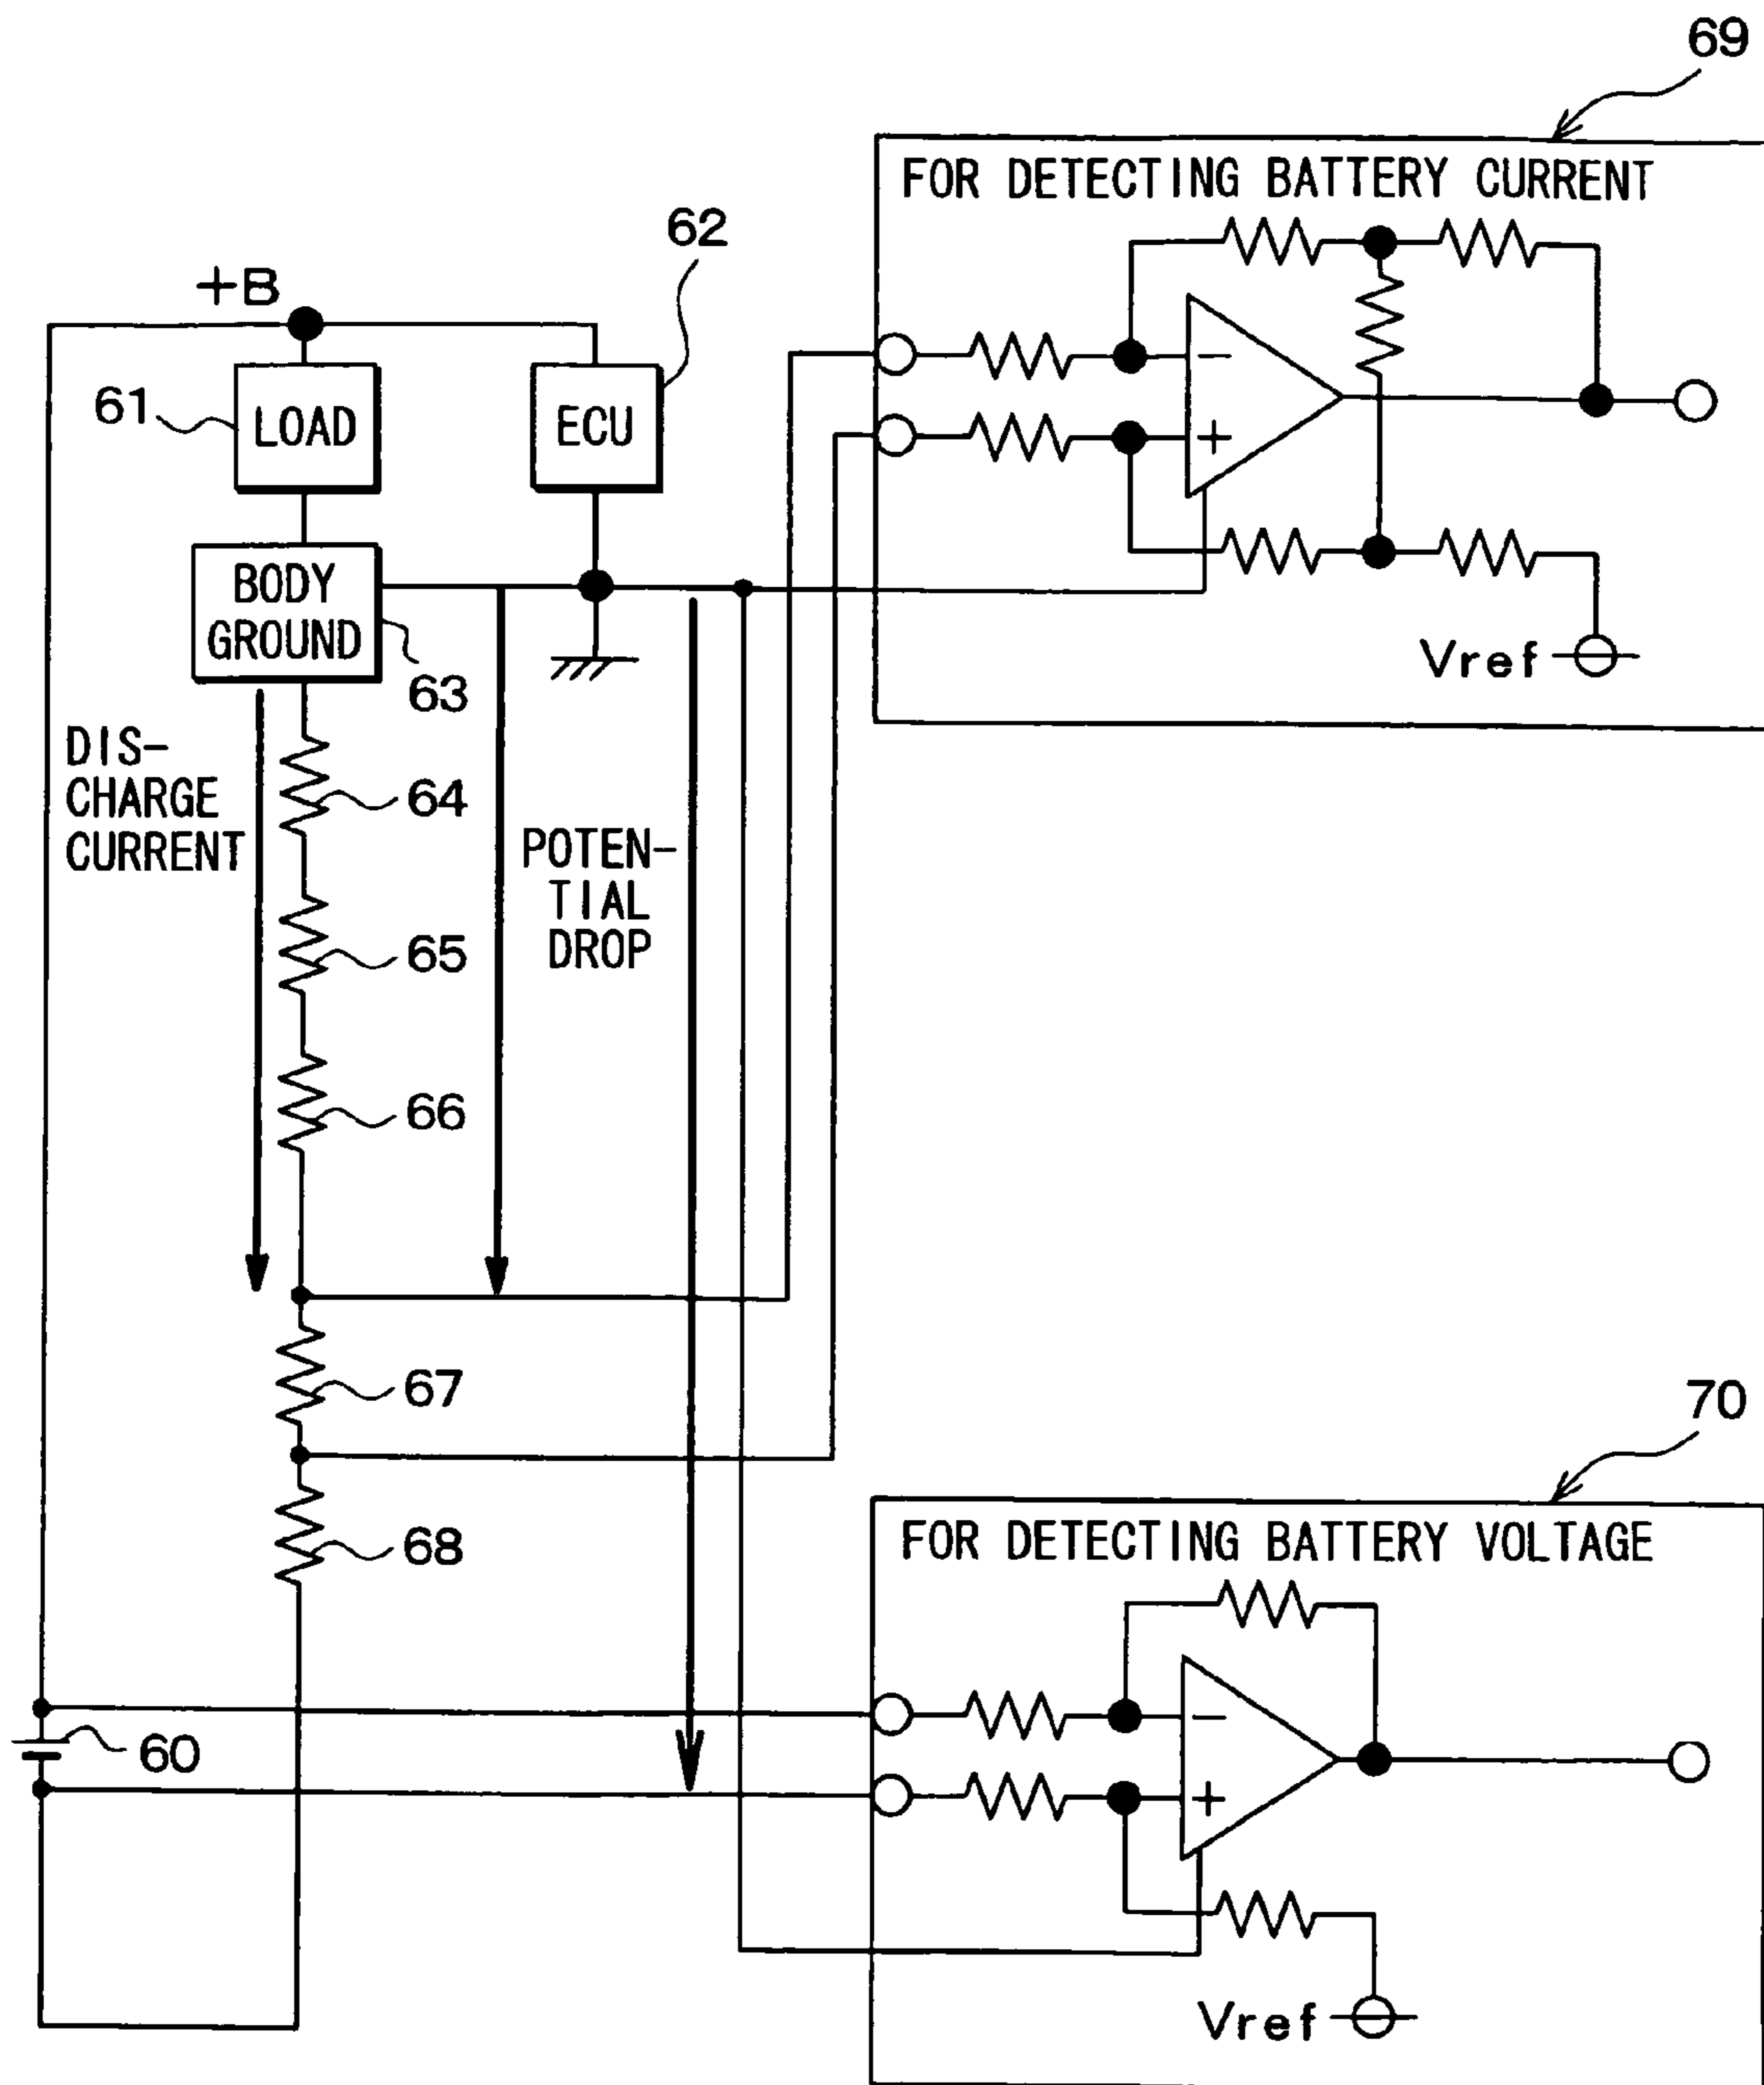 69
FOR DETECTING BATTERY CURRENT
62
+B
61
LOAD
ECU
−
+
BODY
GROUND
Vref
63
DIS-
CHARGE
CURRENT
64
POTEN-
TIAL
DROP
65
66
67
70
68
FOR DETECTING BATTERY VOLTAGE
60
−
+
Vref